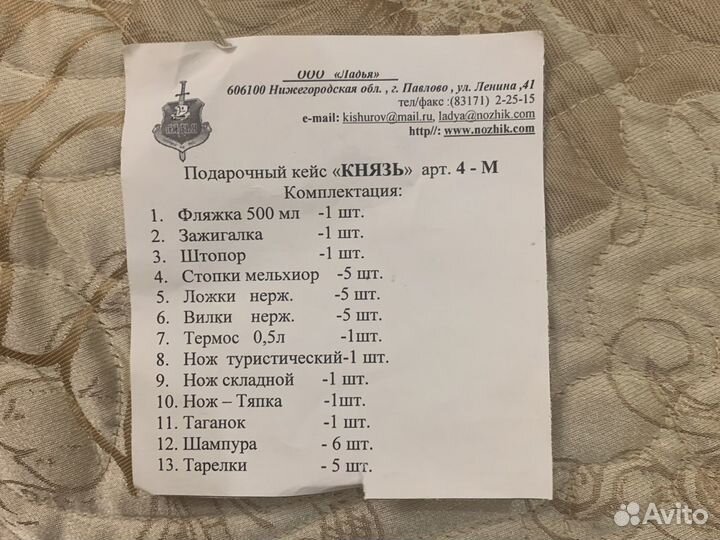 ООО «Ладья»
606100 Нижегородская обл. , г. Павлово , ул. Ленина ,41
тел/факс :(83171) 2-25-15
e-mail: kishurov@mail.ru, ladya@nozhik.com
http//: www.nozhik.com
Подарочный кейс «КНЯЗЬ» арт. 4 - М
Комплектация:
1. Фляжка 500 мл -1 шт.
2. Зажигалка -1 шт.
3. Штопор -1 шт.
4. Стопки мельхиор -5 шт.
5. Ложки нерж. -5 шт.
6. Вилки нерж. -5 шт.
7. Термос 0,5л -1шт.
8. Нож туристический-1 шт.
9. Нож складной -1 шт.
10. Нож – Тяпка -1шт.
11. Таганок -1 шт.
12. Шампура - 6 шт.
13. Тарелки - 5 шт.
Avito